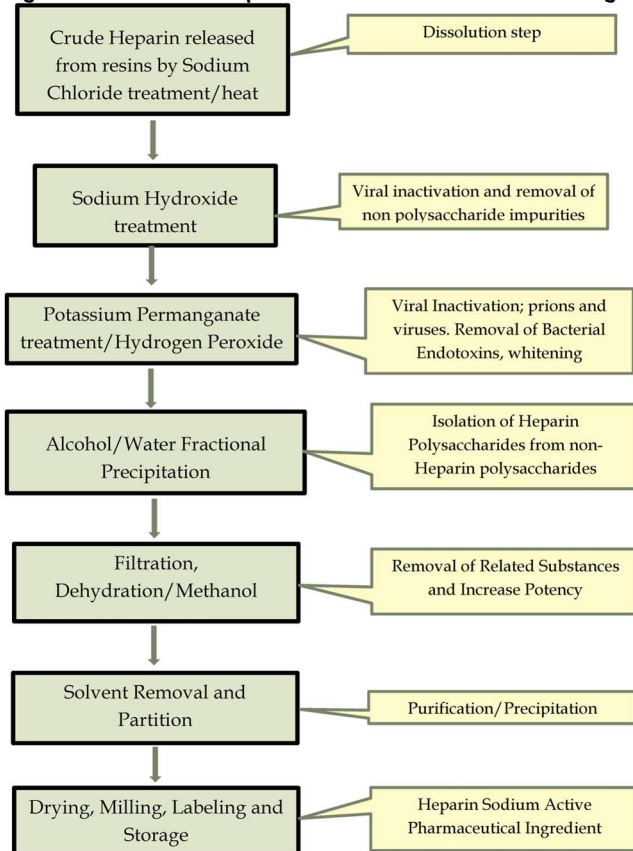 Crude Heparin released
from resins by Sodium
Chloride treatment/heat
Dissolution step
Sodium Hydroxide
treatment
Viral inactivation and removal of
non polysaccharide impurities
Potassium Permanganate
treatment/Hydrogen Peroxide
Viral Inactivation; prions and
viruses. Removal of Bacterial
Endotoxins, whitening
Alcohol/Water Fractional
Precipitation
Isolation of Heparin
Polysaccharides from non-
Heparin polysaccharides
Filtration,
Dehydration/Methanol
Removal of Related Substances
and Increase Potency
Solvent Removal and
Partition
Purification/Precipitation
Drying, Milling, Labeling and
Storage
Heparin Sodium Active
Pharmaceutical Ingredient